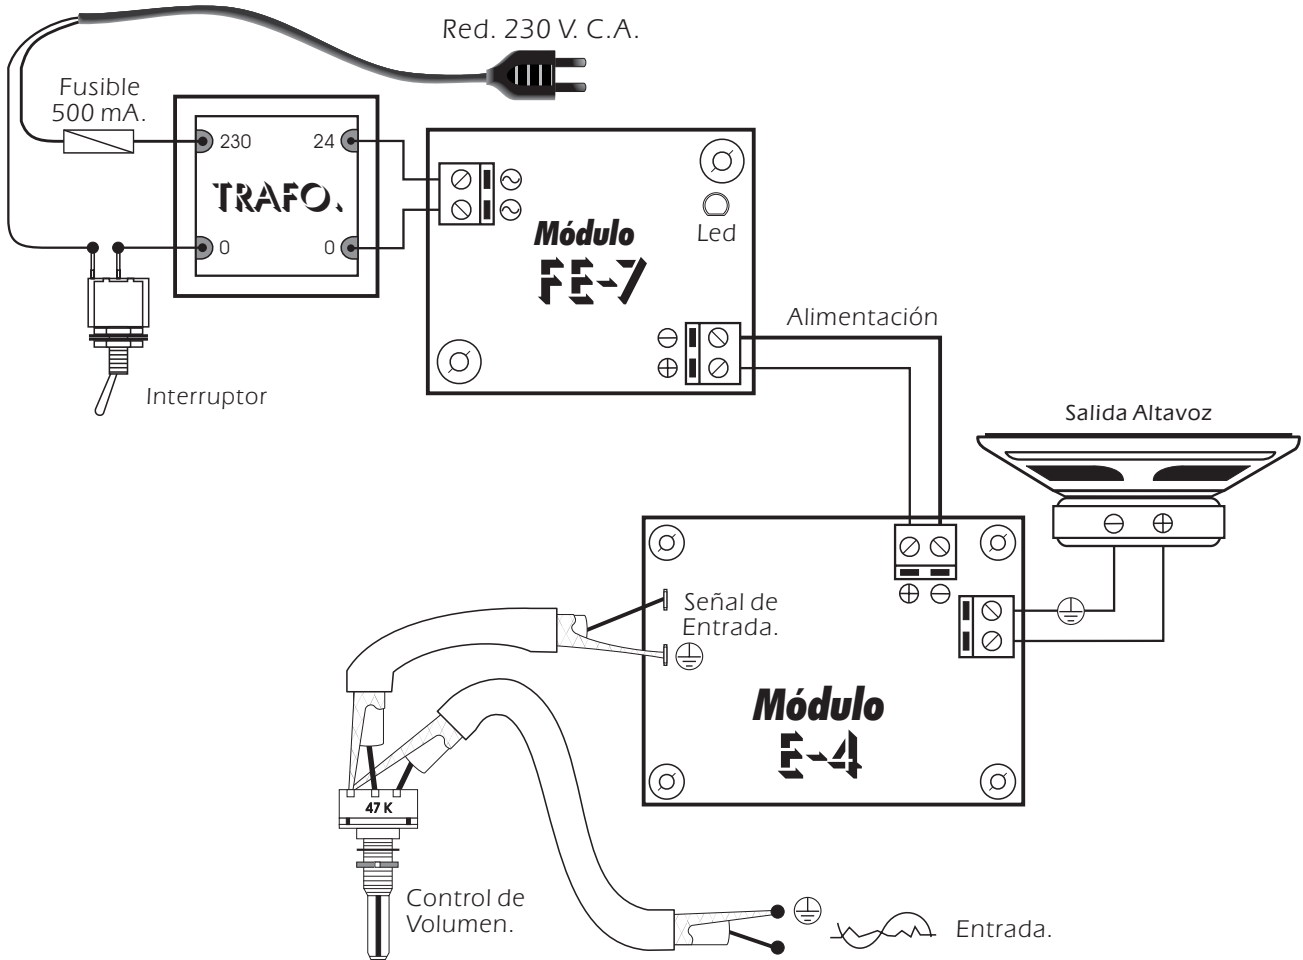 Red. 230 V. C.A.
Fusible
500 mA.
230
24
TRAFO.
0
0
Interruptor
Led
Módulo
FE-7
Alimentación
Salida Altavoz
Señal de
Entrada.
Módulo
E-4
47 K
Control de
Volumen.
Entrada.